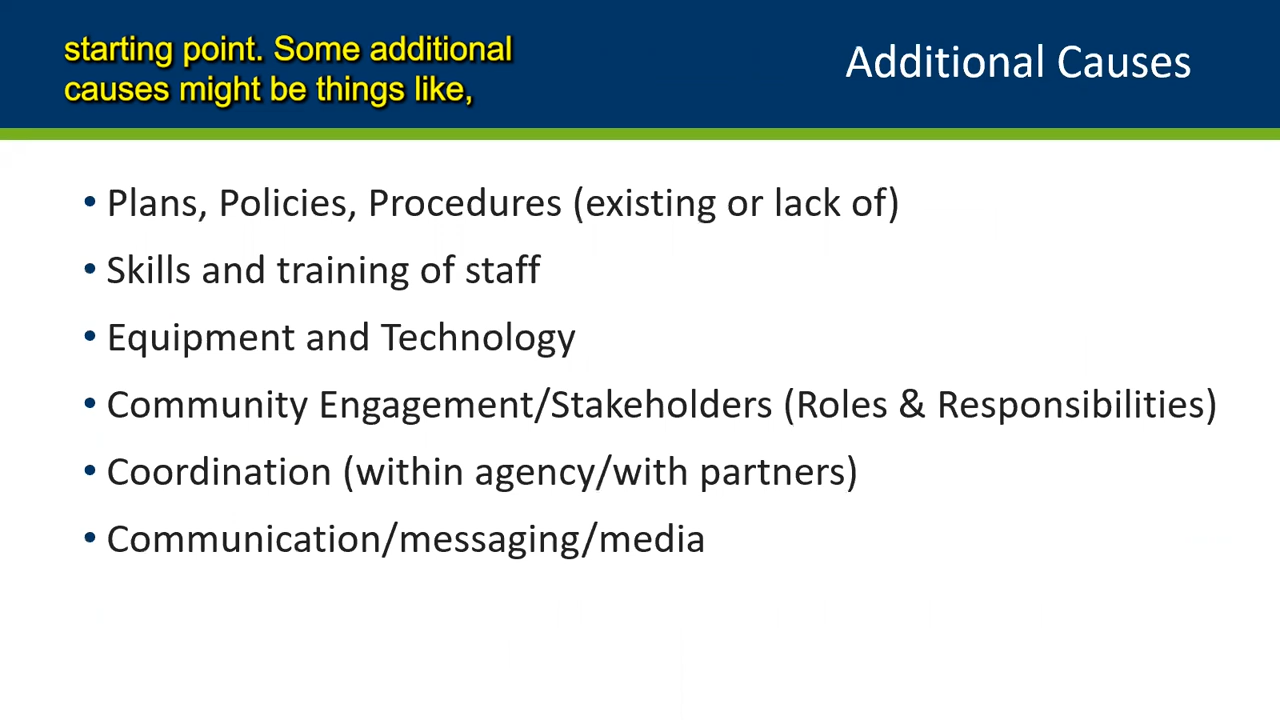 starting point. Some additional
causes might be things like,
Additional Causes
• Plans, Policies, Procedures (existing or lack of)
• Skills and training of staff
• Equipment and Technology
• Community Engagement/Stakeholders (Roles & Responsibilities)
• Coordination (within agency/with partners)
• Communication/messaging/media